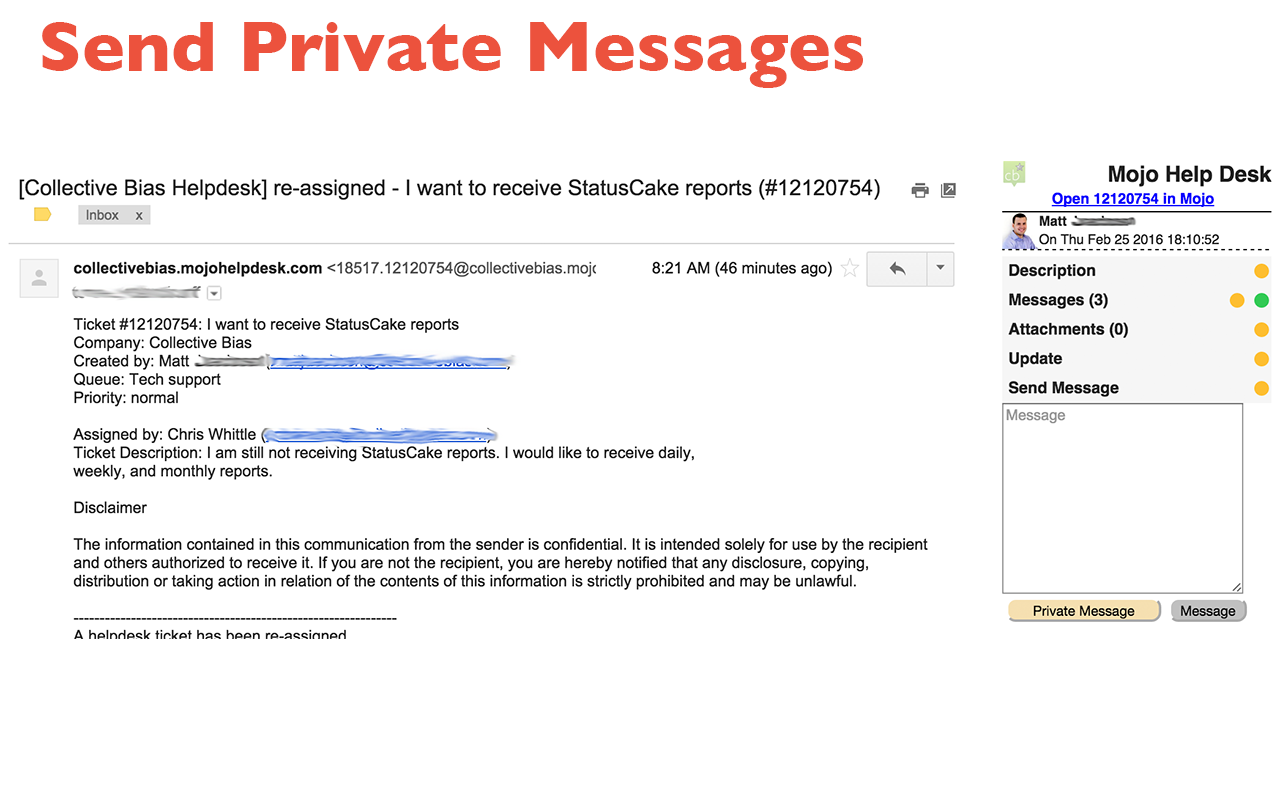 Send Private Messages
[Collective Bias Helpdesk] re-assigned - I want to receive StatusCake reports (#12120754)
Inbox x
collectivebias.mojohelpdesk.com <18517.12120754@collectivebias.mojo
8:21 AM (46 minutes ago)
Ticket #12120754: I want to receive StatusCake reports
Company: Collective Bias
Created by: Matt
Queue: Tech support
Priority: normal
Assigned by: Chris Whittle (
Ticket Description: I am still not receiving StatusCake reports. I would like to receive daily,
weekly, and monthly reports.
Disclaimer
The information contained in this communication from the sender is confidential. It is intended solely for use by the recipient
and others authorized to receive it. If you are not the recipient, you are hereby notified that any disclosure, copying,
distribution or taking action in relation of the contents of this information is strictly prohibited and may be unlawful.
--------------------------------------------------------------
A helpdesk ticket has been re-assigned
cb
Mojo Help Desk
Open 12120754 in Mojo
Matt
On Thu Feb 25 2016 18:10:52
Description
Messages (3)
Attachments (0)
Update
Send Message
Message
Private Message
Message